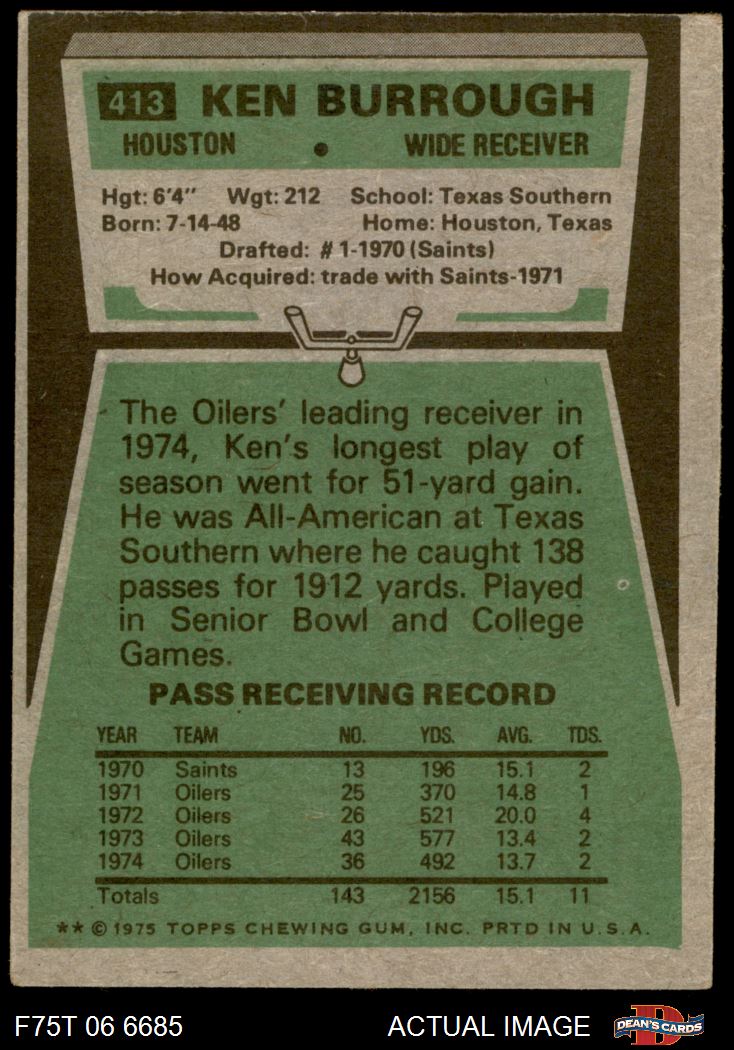 413 KEN BURROUGH
HOUSTON • WIDE RECEIVER
Hgt: 6'4" Wgt: 212 School: Texas Southern
Born: 7-14-48 Home: Houston, Texas
Drafted: # 1-1970 (Saints)
How Acquired: trade with Saints-1971
The Oilers' leading receiver in
1974, Ken's longest play of
season went for 51-yard gain.
He was All-American at Texas
Southern where he caught 138
passes for 1912 yards. Played
in Senior Bowl and College
Games.
PASS RECEIVING RECORD
YEAR TEAM NO. YDS. AVG. TDS.
1970 Saints 13 196 15.1 2
1971 Oilers 25 370 14.8 1
1972 Oilers 26 521 20.0 4
1973 Oilers 43 577 13.4 2
1974 Oilers 36 492 13.7 2
Totals 143 2156 15.1 11
** © 1975 TOPPS CHEWING GUM, INC. PRTD IN U.S.A.
F75T 06 6685 ACTUAL IMAGE D DEAN'S CARDS